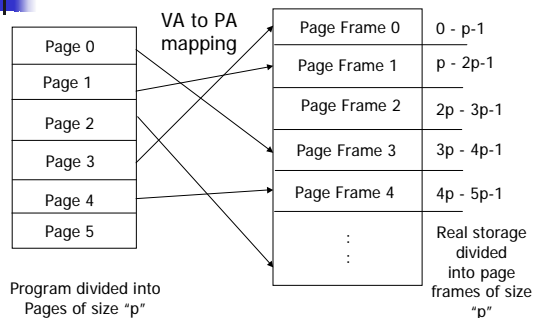 VA to PA
mapping
Page 0
Page 1
Page 2
Page 3
Page 4
Page 5
Program divided into
Pages of size "p"
Page Frame 0
0 - p-1
Page Frame 1
p - 2p-1
Page Frame 2
2p - 3p-1
Page Frame 3
3p - 4p-1
Page Frame 4
4p - 5p-1
:
:
Real storage
divided
into page
frames of size
"p"